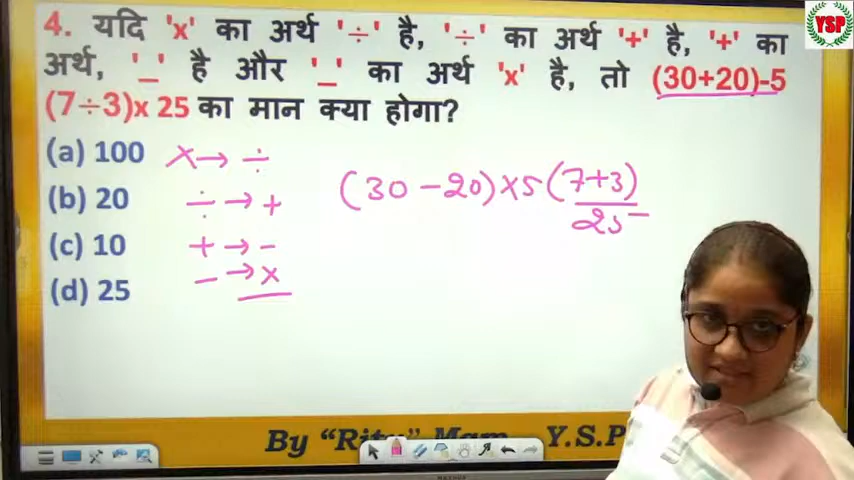 4. यदि 'x' का अर्थ '÷' है, '÷' का अर्थ '+' है, '+' का
अर्थ, '_' है और '_' का अर्थ 'x' है, तो (30+20)-5
(7÷3)x 25 का मान क्या होगा?
(a) 100
(b) 20
(c) 10
(d) 25
x → ÷
÷ → +
+ → -
- → x
(30 - 20) x 5 (7+3)
25
By "Ritu" Mam Y.S.P
YSP